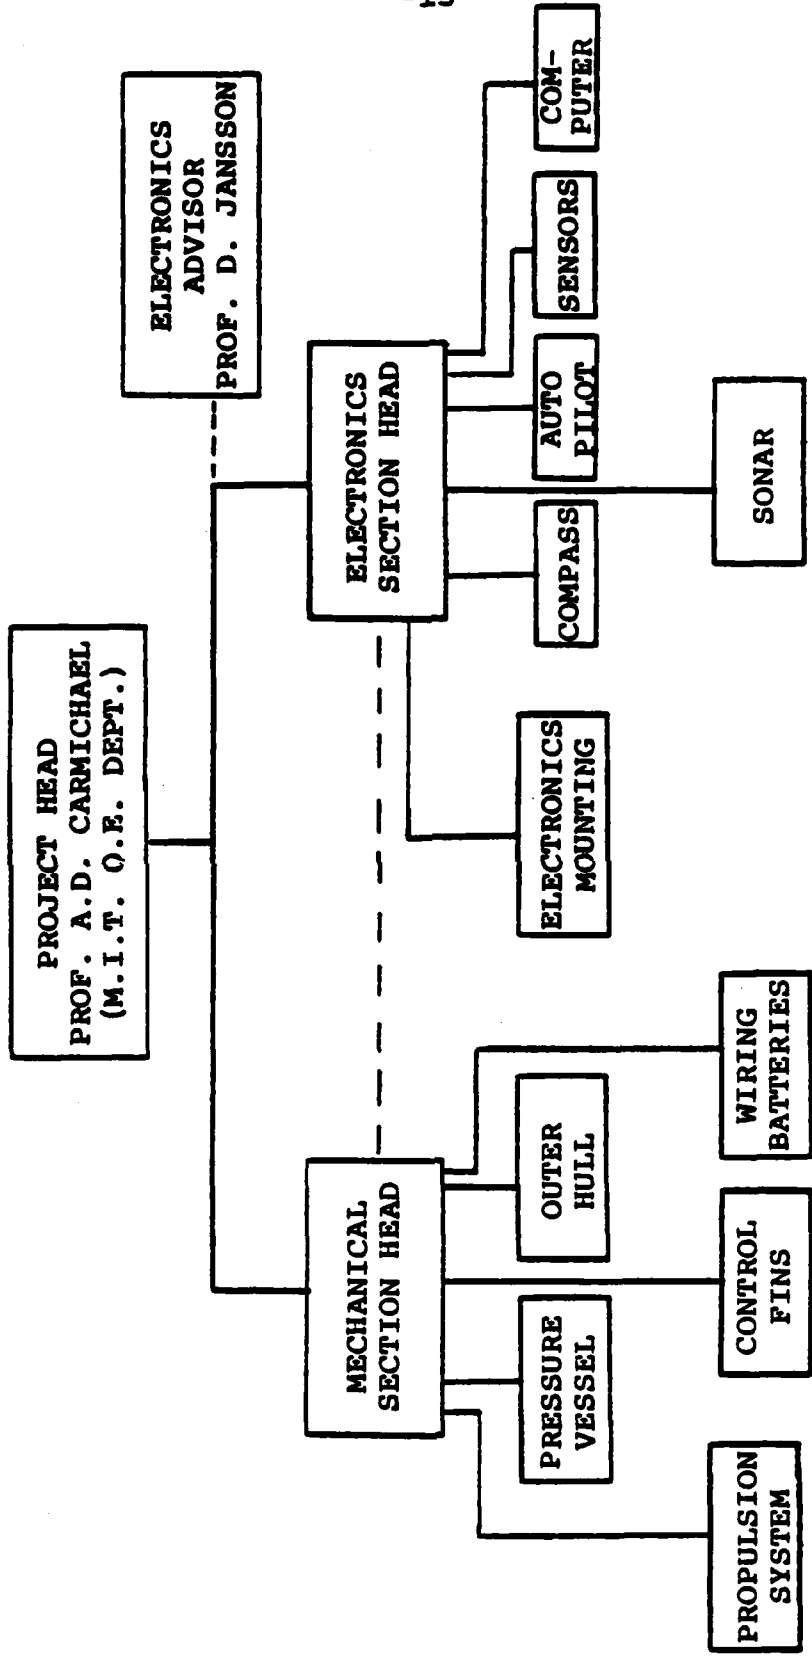 PROJECT HEAD
PROF. A.D. CARMICHAEL
(M.I.T. O.E. DEPT.)
ELECTRONICS
ADVISOR
PROF. D. JANSSON
MECHANICAL
SECTION HEAD
ELECTRONICS
SECTION HEAD
PRESSURE
VESSEL
OUTER
HULL
ELECTRONICS
MOUNTING
COMPASS
AUTO
PILOT
SENSORS
COM-
PUTER
PROPULSION
SYSTEM
CONTROL
FINS
WIRING
BATTERIES
SONAR